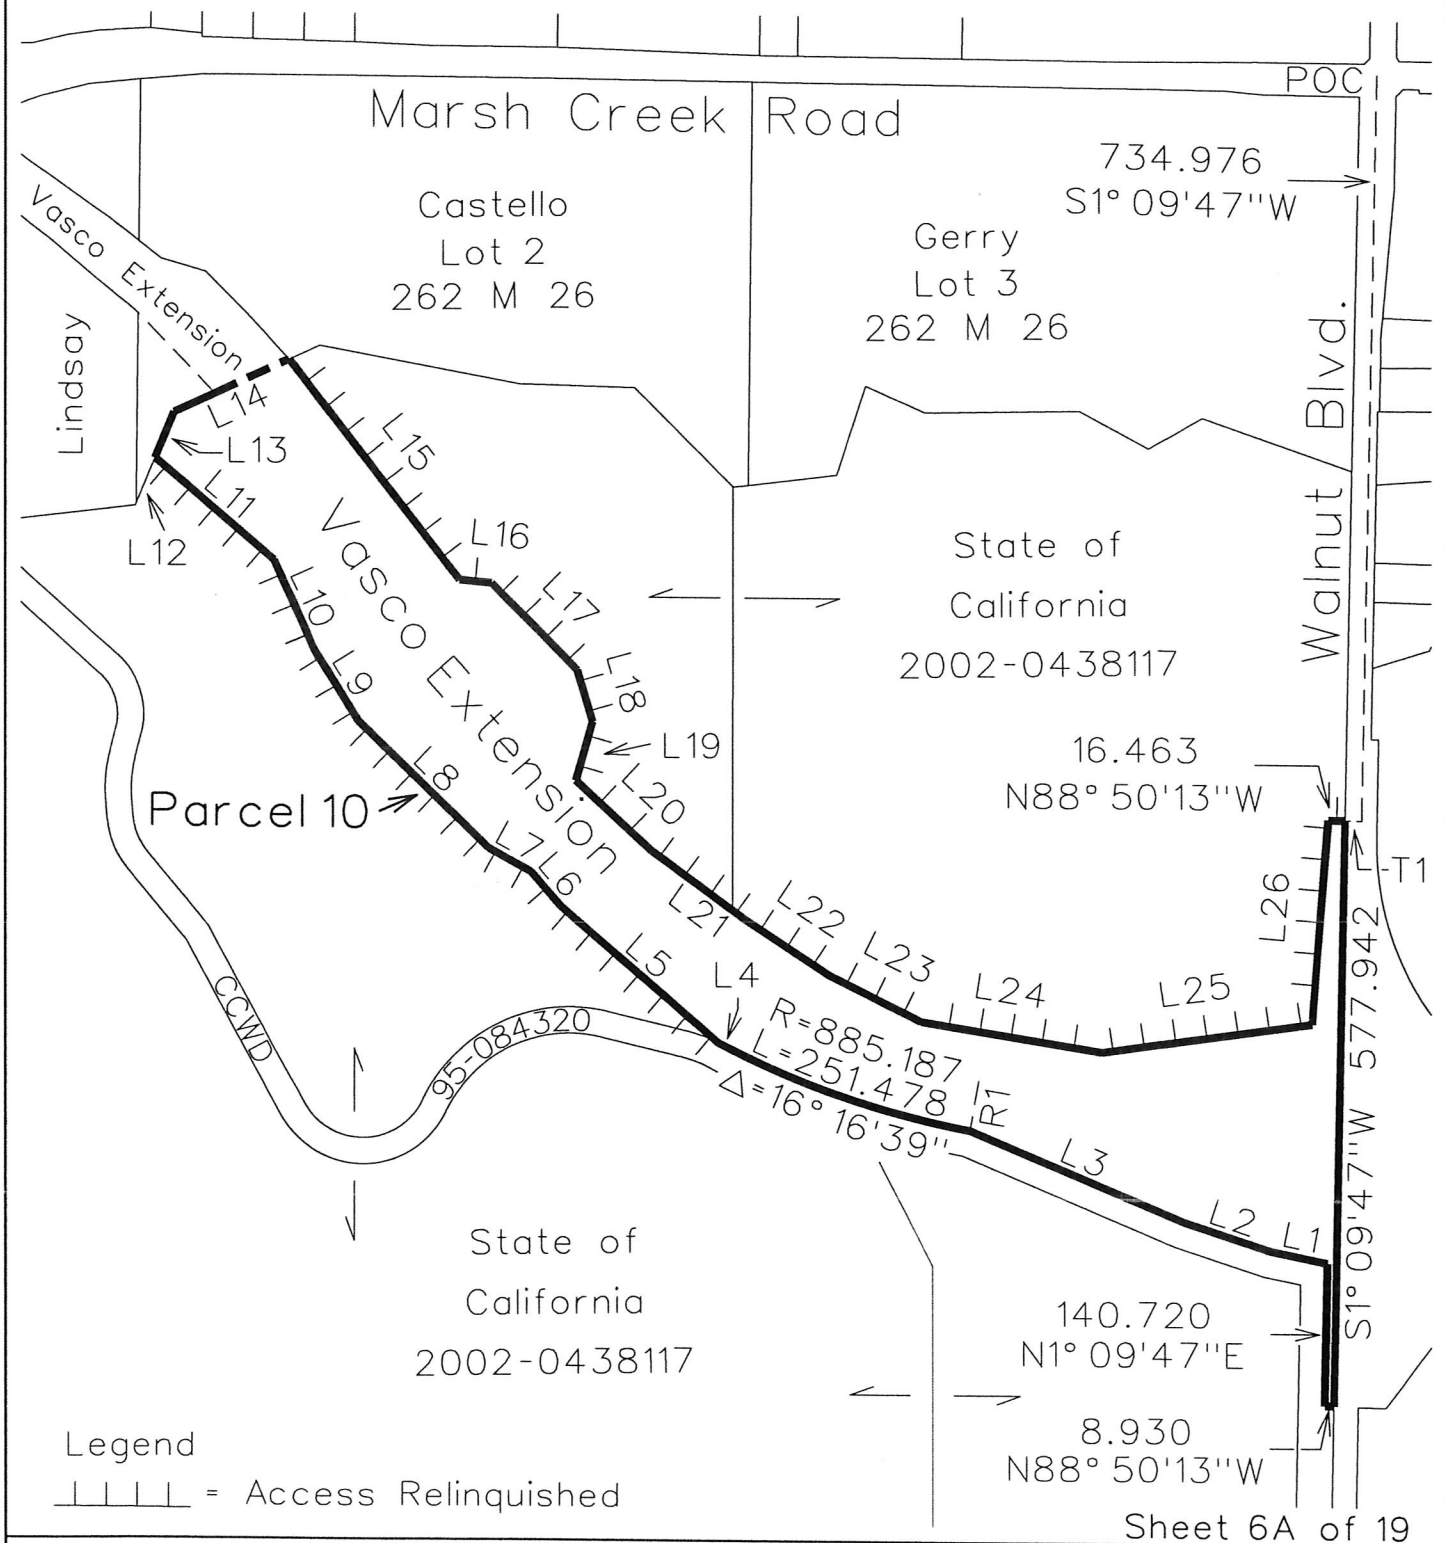 POC
Marsh Creek Road
734.976
S1° 09'47"W
Castello
Lot 2
262 M 26
Gerry
Lot 3
262 M 26
Vasco Extension
Lindsay
Walnut Blvd.
L14
L13
L15
L11
L12
L16
Vasco Extension
State of
California
2002-0438117
L10
L17
L9
L18
L19
16.463
N88° 50'13"W
L8
L20
Parcel 10
L7
L6
T1
L21
L22
L26
L5
L4
L23
L24
L25
577.942
S1° 09'47"W
R=885.187
L=251.478
Δ=16° 16'39"
R1
CCWD
95-084320
L3
L2
L1
State of
California
2002-0438117
140.720
N1° 09'47"E
8.930
N88° 50'13"W
Legend
= Access Relinquished
Sheet 6A of 19